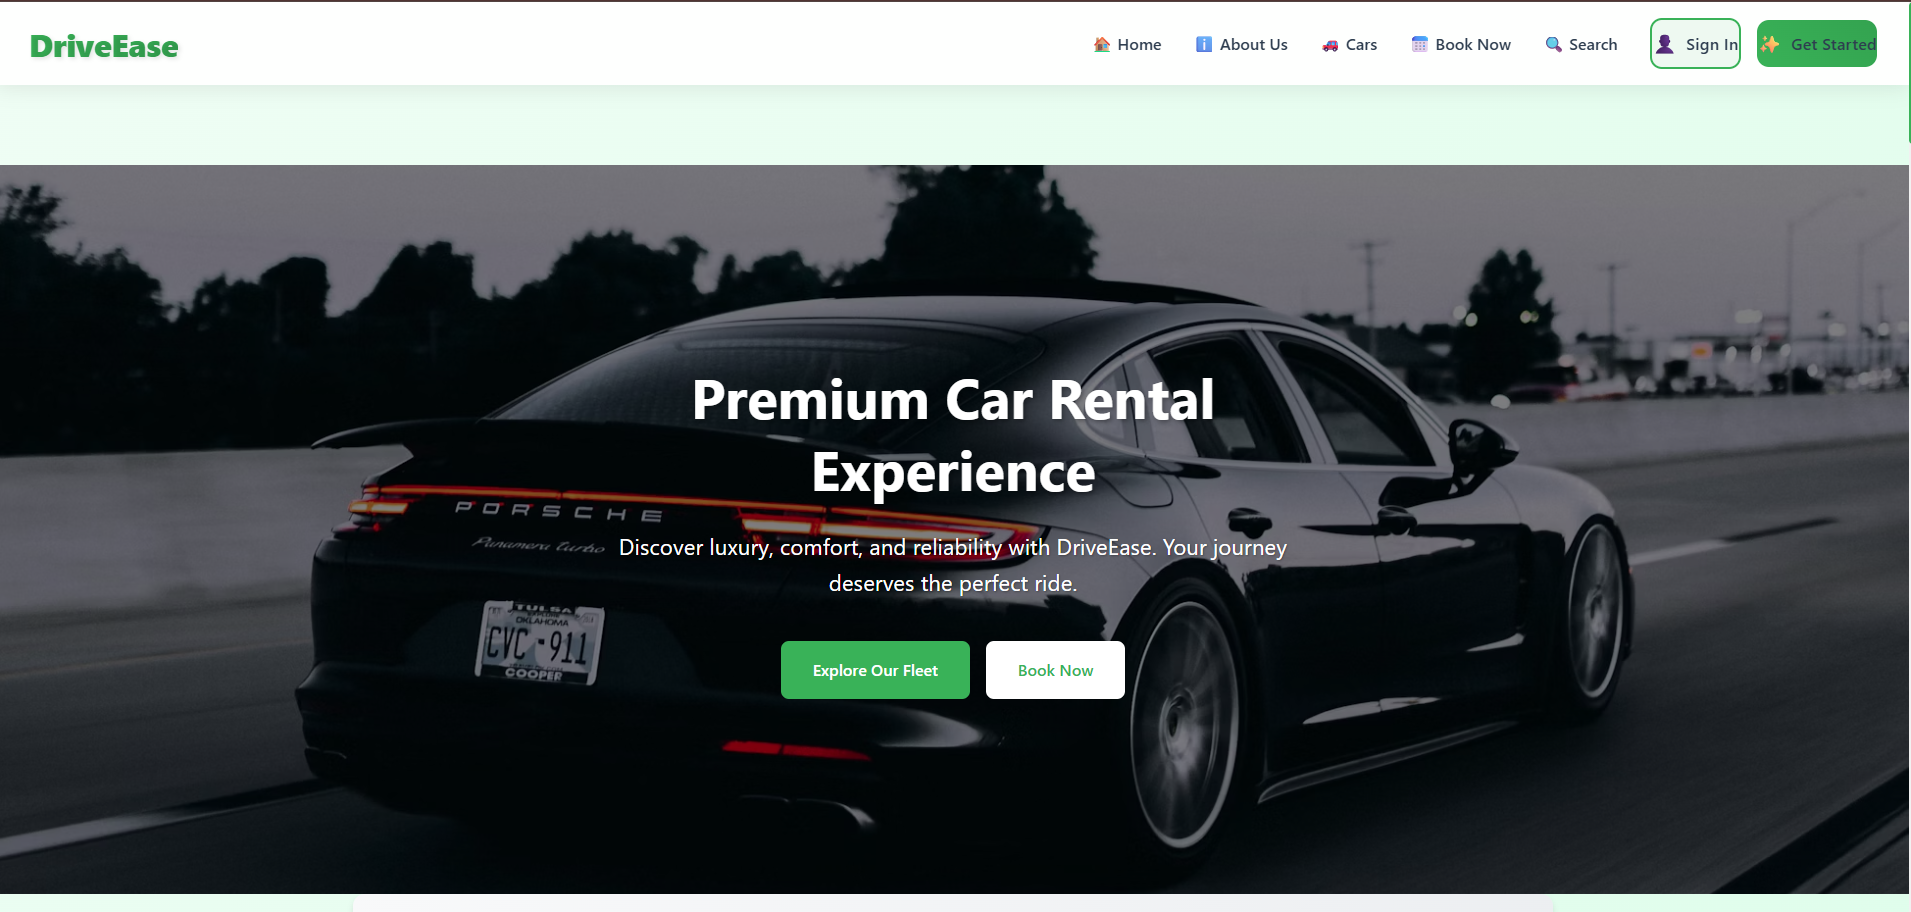 DriveEase
Home
About Us
Cars
Book Now
Search
Sign In
Get Started
Premium Car Rental
Experience
PORSCHE
Panamera turbo
Discover luxury, comfort, and reliability with DriveEase. Your journey
deserves the perfect ride.
TULSA
OKLAHOMA
CVC-911
COOPER
Explore Our Fleet
Book Now